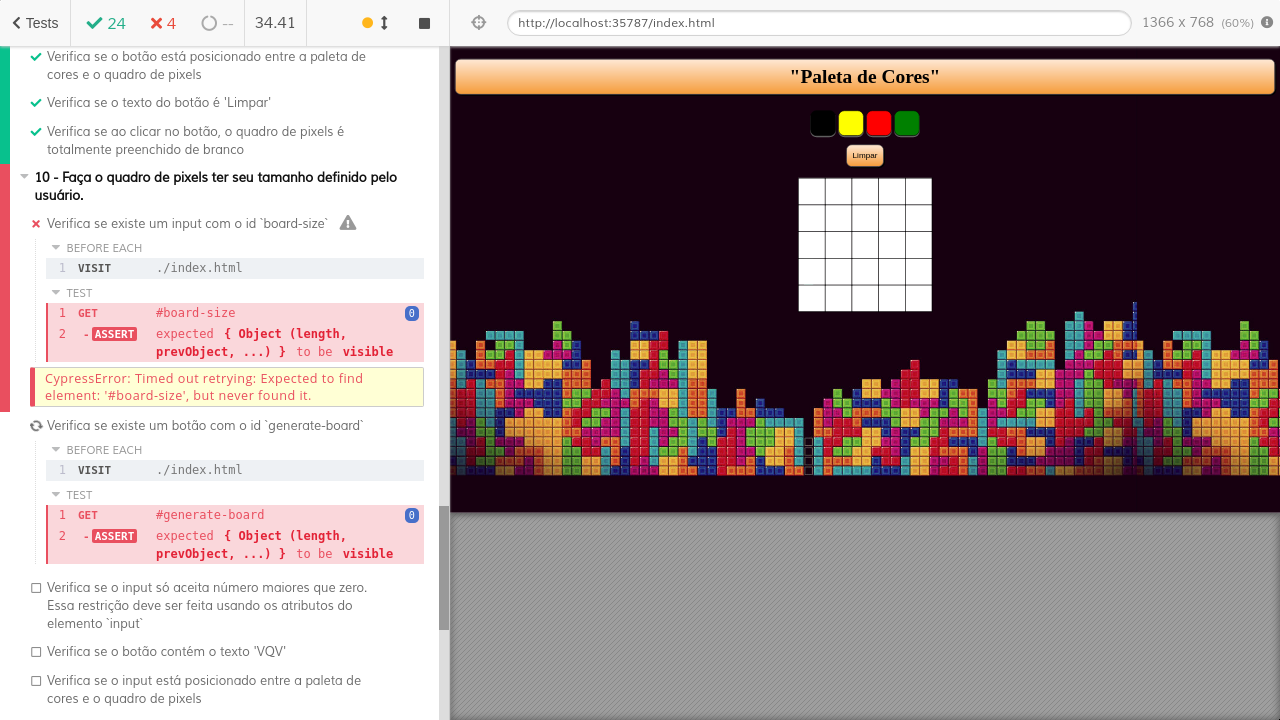 Tests
24
4
--
34.41
http://localhost:35787/index.html
1366 x 768 (60%)
Verifica se o botão está posicionado entre a paleta de
cores e o quadro de pixels
Verifica se o texto do botão é 'Limpar'
Verifica se ao clicar no botão, o quadro de pixels é
totalmente preenchido de branco
10 - Faça o quadro de pixels ter seu tamanho definido pelo
usuário.
Verifica se existe um input com o id `board-size`
BEFORE EACH
1 VISIT ./index.html
TEST
1 GET #board-size 0
2 -ASSERT expected { Object (length,
prevObject, ...) } to be visible
CypressError: Timed out retrying: Expected to find
element: '#board-size', but never found it.
Verifica se existe um botão com o id `generate-board`
BEFORE EACH
1 VISIT ./index.html
TEST
1 GET #generate-board 0
2 -ASSERT expected { Object (length,
prevObject, ...) } to be visible
Verifica se o input só aceita número maiores que zero.
Essa restrição deve ser feita usando os atributos do
elemento `input`
Verifica se o botão contém o texto 'VQV'
Verifica se o input está posicionado entre a paleta de
cores e o quadro de pixels
"Paleta de Cores"
Limpar